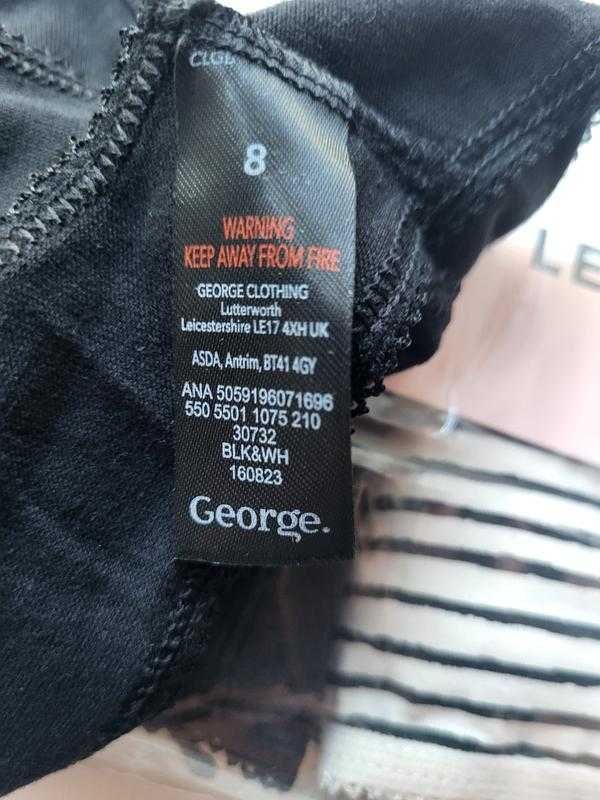 8
WARNING
KEEP AWAY FROM FIRE
GEORGE CLOTHING
Lutterworth
Leicestershire LE17 4XH UK
ASDA, Antrim, BT41 4GY
ANA 5059196071696
550 5501 1075 210
30732
BLK&WH
160823
George.
LE